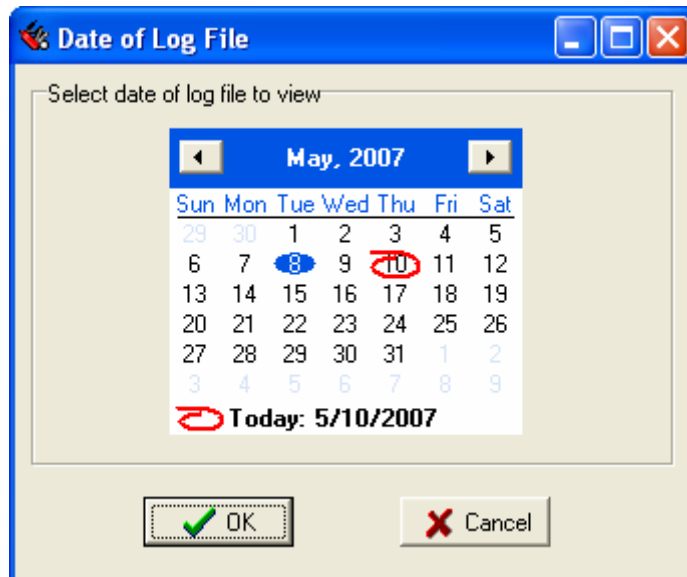 Date of Log File
Select date of log file to view
May, 2007
Sun Mon Tue Wed Thu Fri Sat
29 30 1 2 3 4 5
6 7 8 9 10 11 12
13 14 15 16 17 18 19
20 21 22 23 24 25 26
27 28 29 30 31 1 2
3 4 5 6 7 8 9
Today: 5/10/2007
OK Cancel